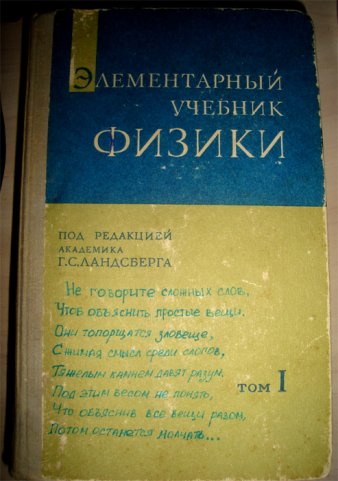 Элементарный
учебник
физики
под редакцией
академика
Г.С.Ландсберга
Не говорите сложных слов,
Чтоб объяснить простые вещи.
Они топорщатся зловеще,
Сжимая смысл среди слогов,
Тяжелым камнем давят разум.
Под этим весом не понять,
Что объяснив все вещи разом,
Потом останется молчать...
том I